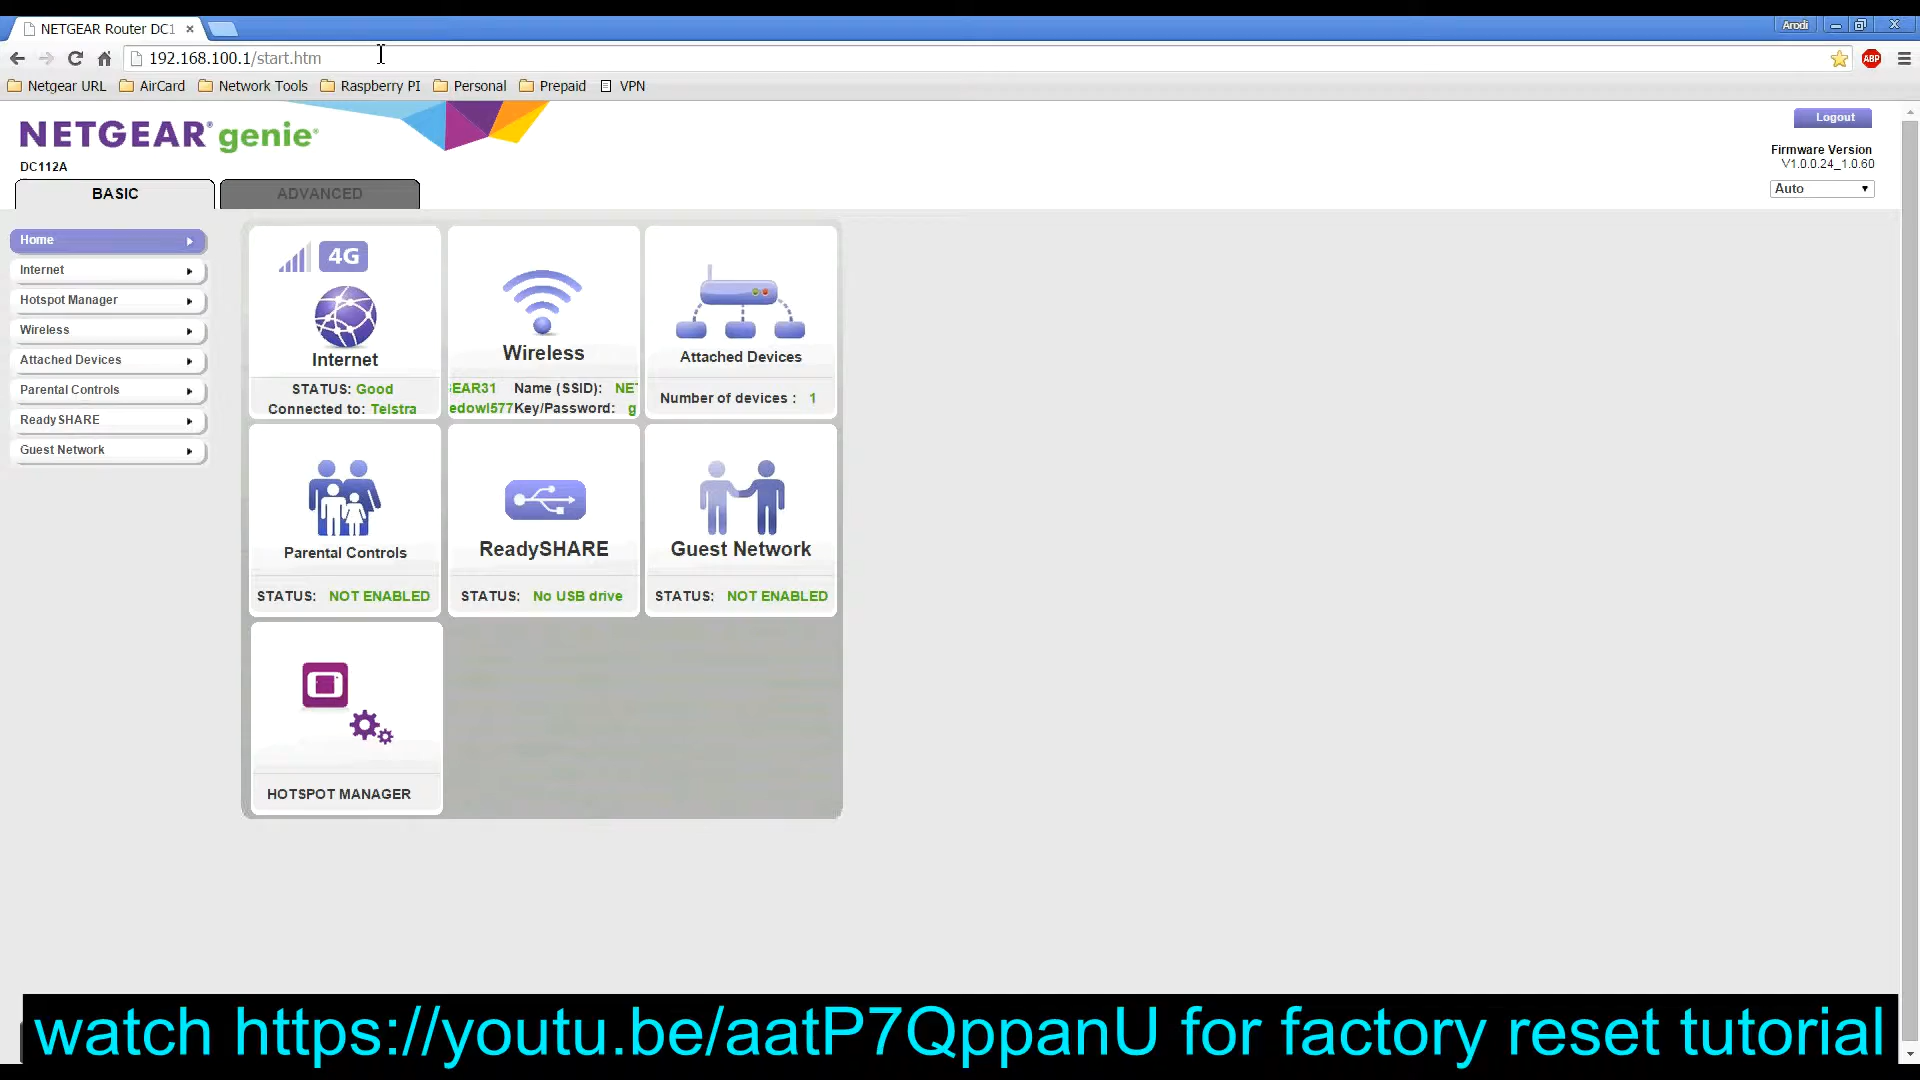 NETGEAR Router DC1
Arodi
192.168.100.1/start.htm
ABP
Netgear URL AirCard Network Tools Raspberry PI Personal Prepaid VPN
NETGEAR® genie®
Logout
Firmware Version
V1.0.0.24_1.0.60
DC112A
Auto
BASIC ADVANCED
Home
Internet
Hotspot Manager
Wireless
Attached Devices
Parental Controls
ReadySHARE
Guest Network
4G
Internet
STATUS: Good
Connected to: Telstra
Wireless
EAR31 Name (SSID): NE
edowl577 Key/Password: g
Attached Devices
Number of devices : 1
Parental Controls
STATUS: NOT ENABLED
ReadySHARE
STATUS: No USB drive
Guest Network
STATUS: NOT ENABLED
HOTSPOT MANAGER
watch https://youtu.be/aatP7QppanU for factory reset tutorial